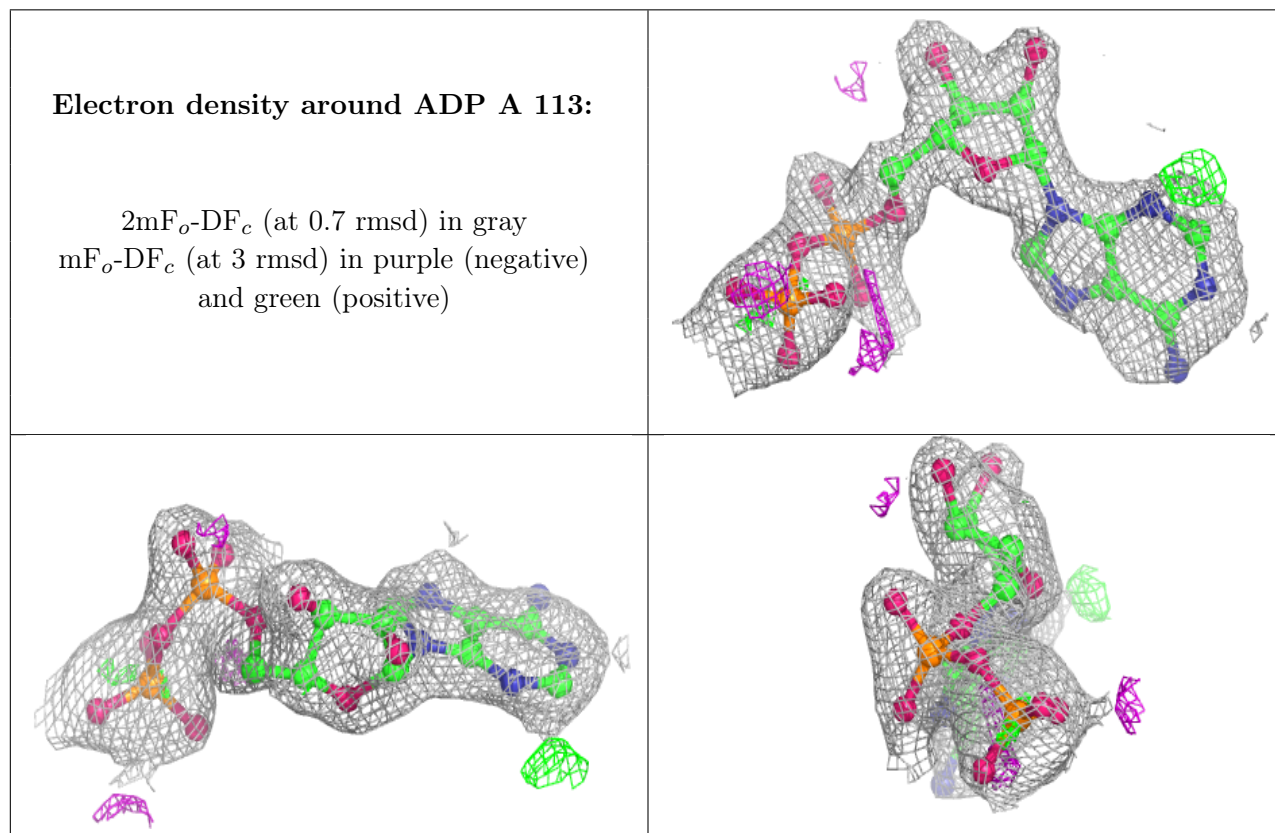 Electron density around ADP A 113:
2mFo-DFc (at 0.7 rmsd) in gray
mFo-DFc (at 3 rmsd) in purple (negative)
and green (positive)